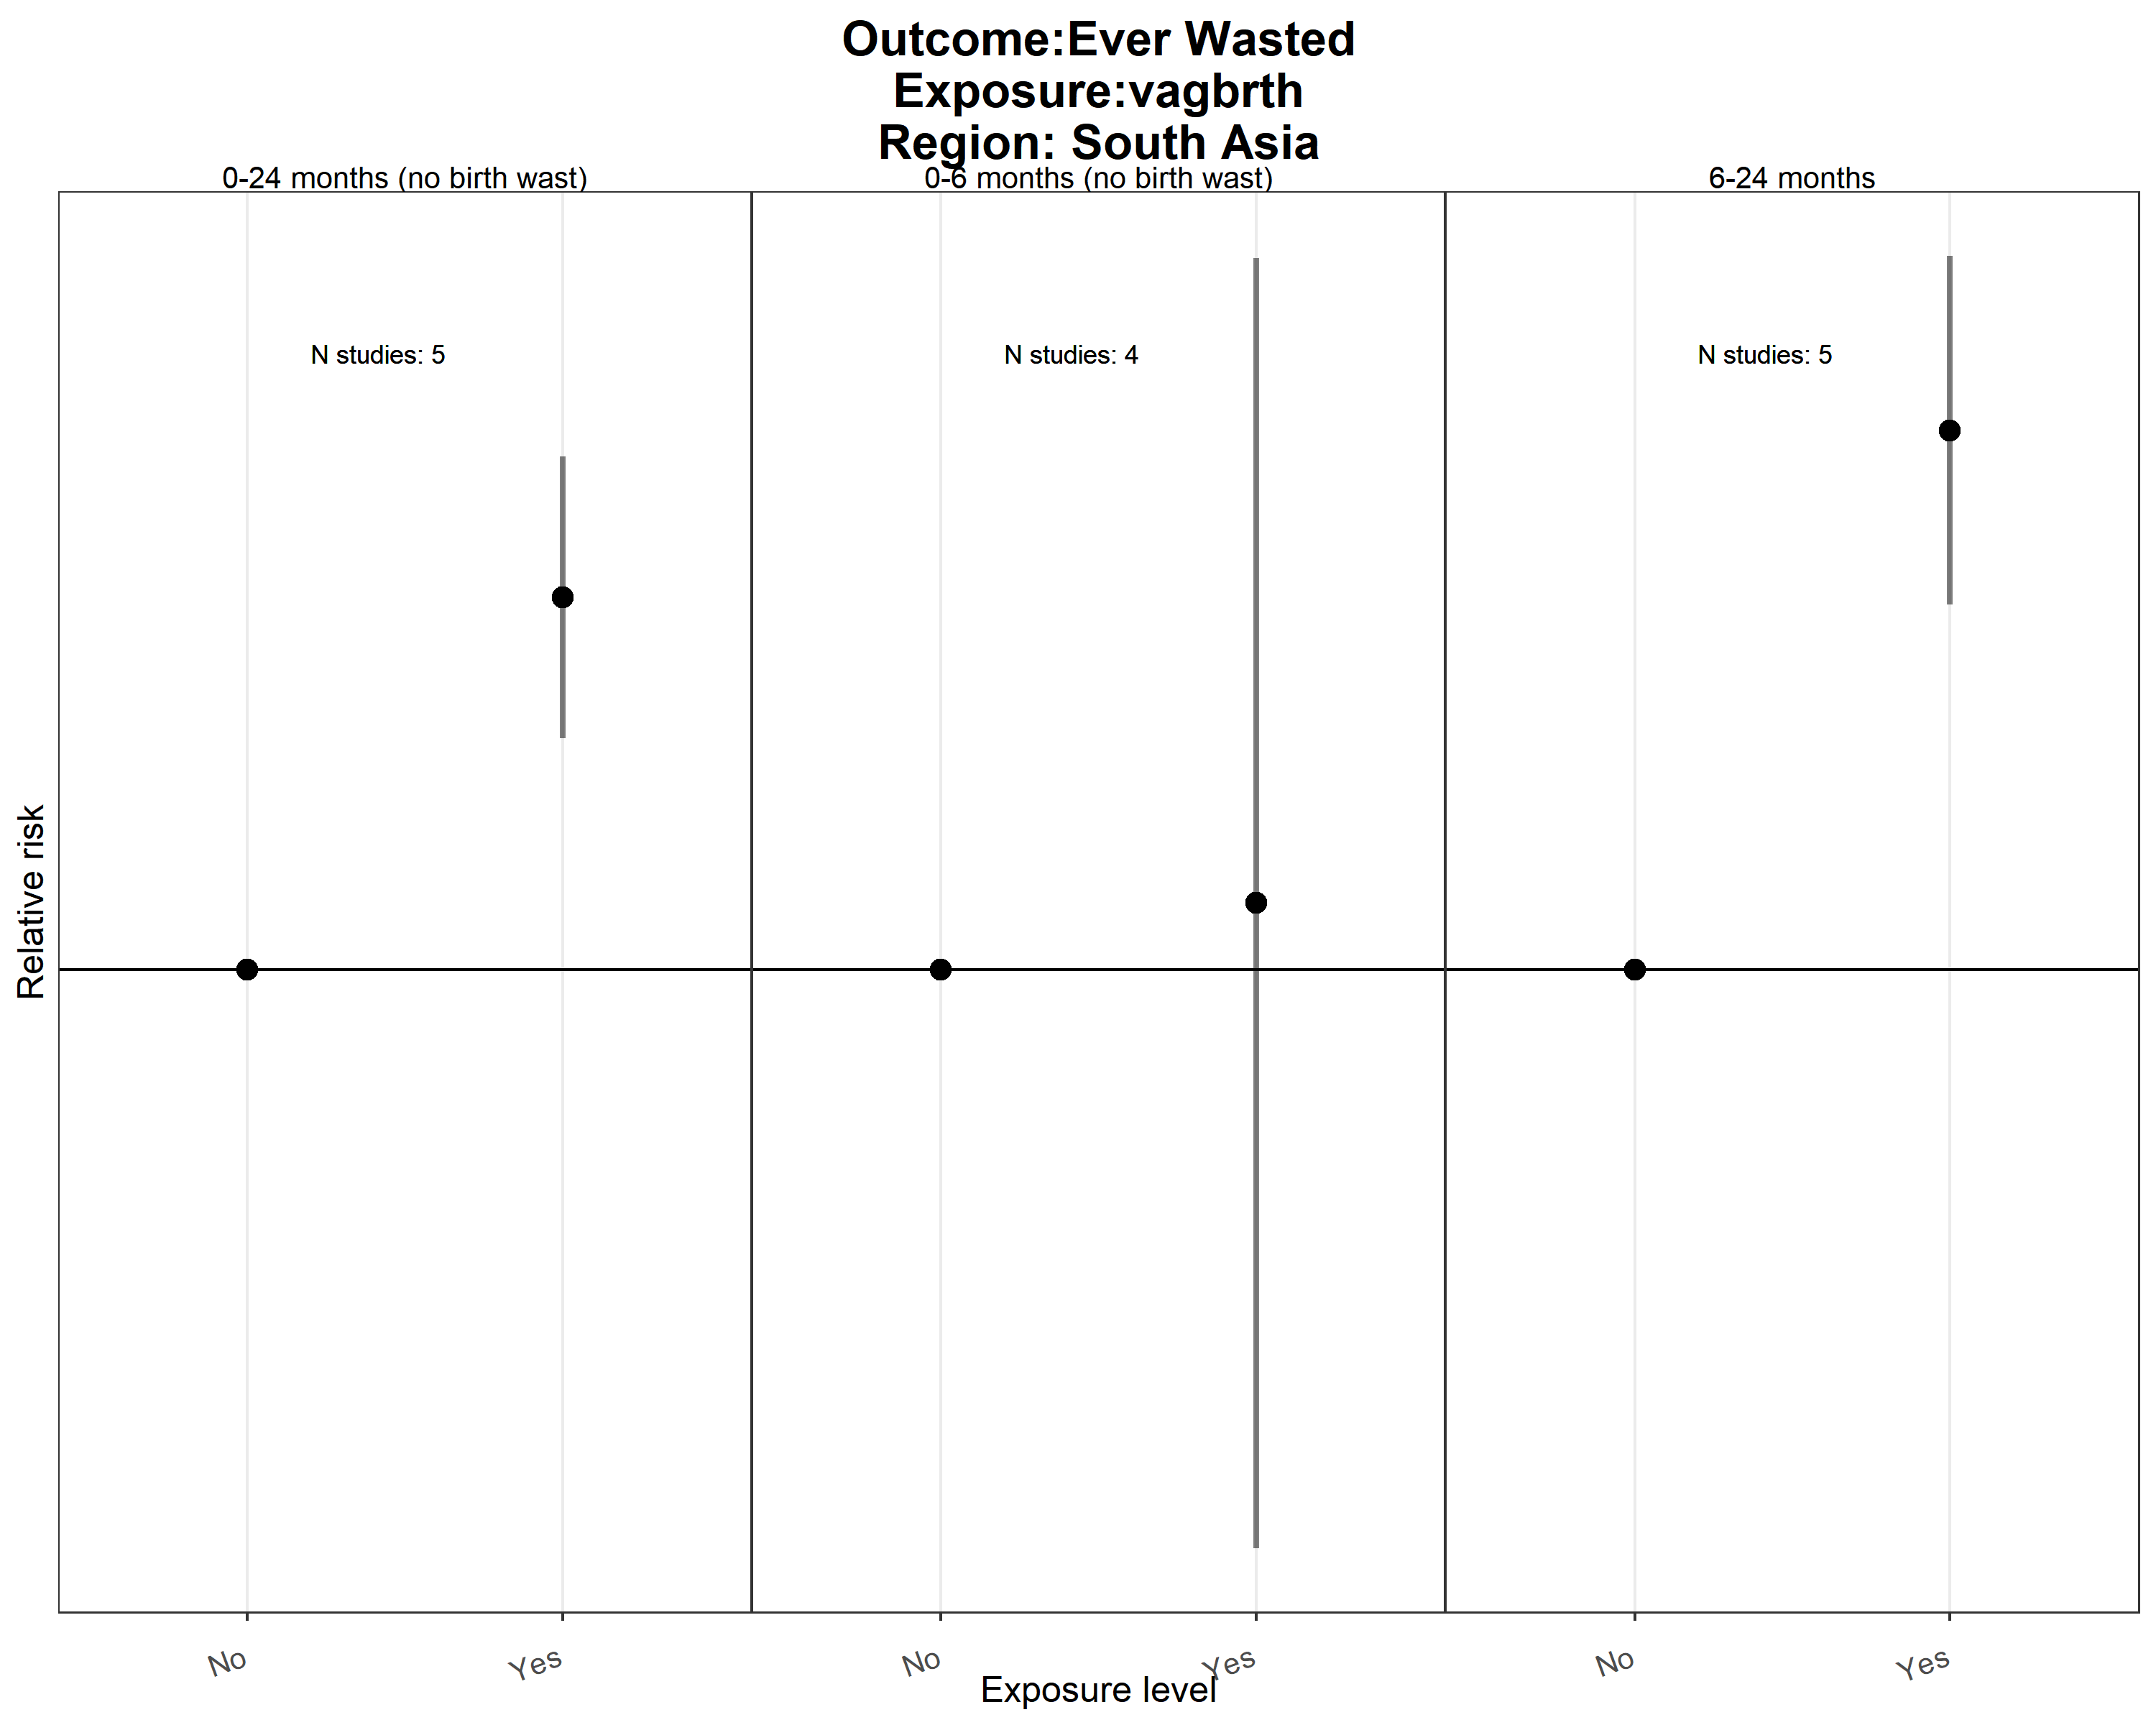 Outcome:Ever Wasted
Exposure:vagbrth
Region: South Asia
0-24 months (no birth wast)
0-6 months (no birth wast)
6-24 months
N studies: 5
N studies: 4
N studies: 5
Relative risk
No
Yes
No
Yes
No
Yes
Exposure level